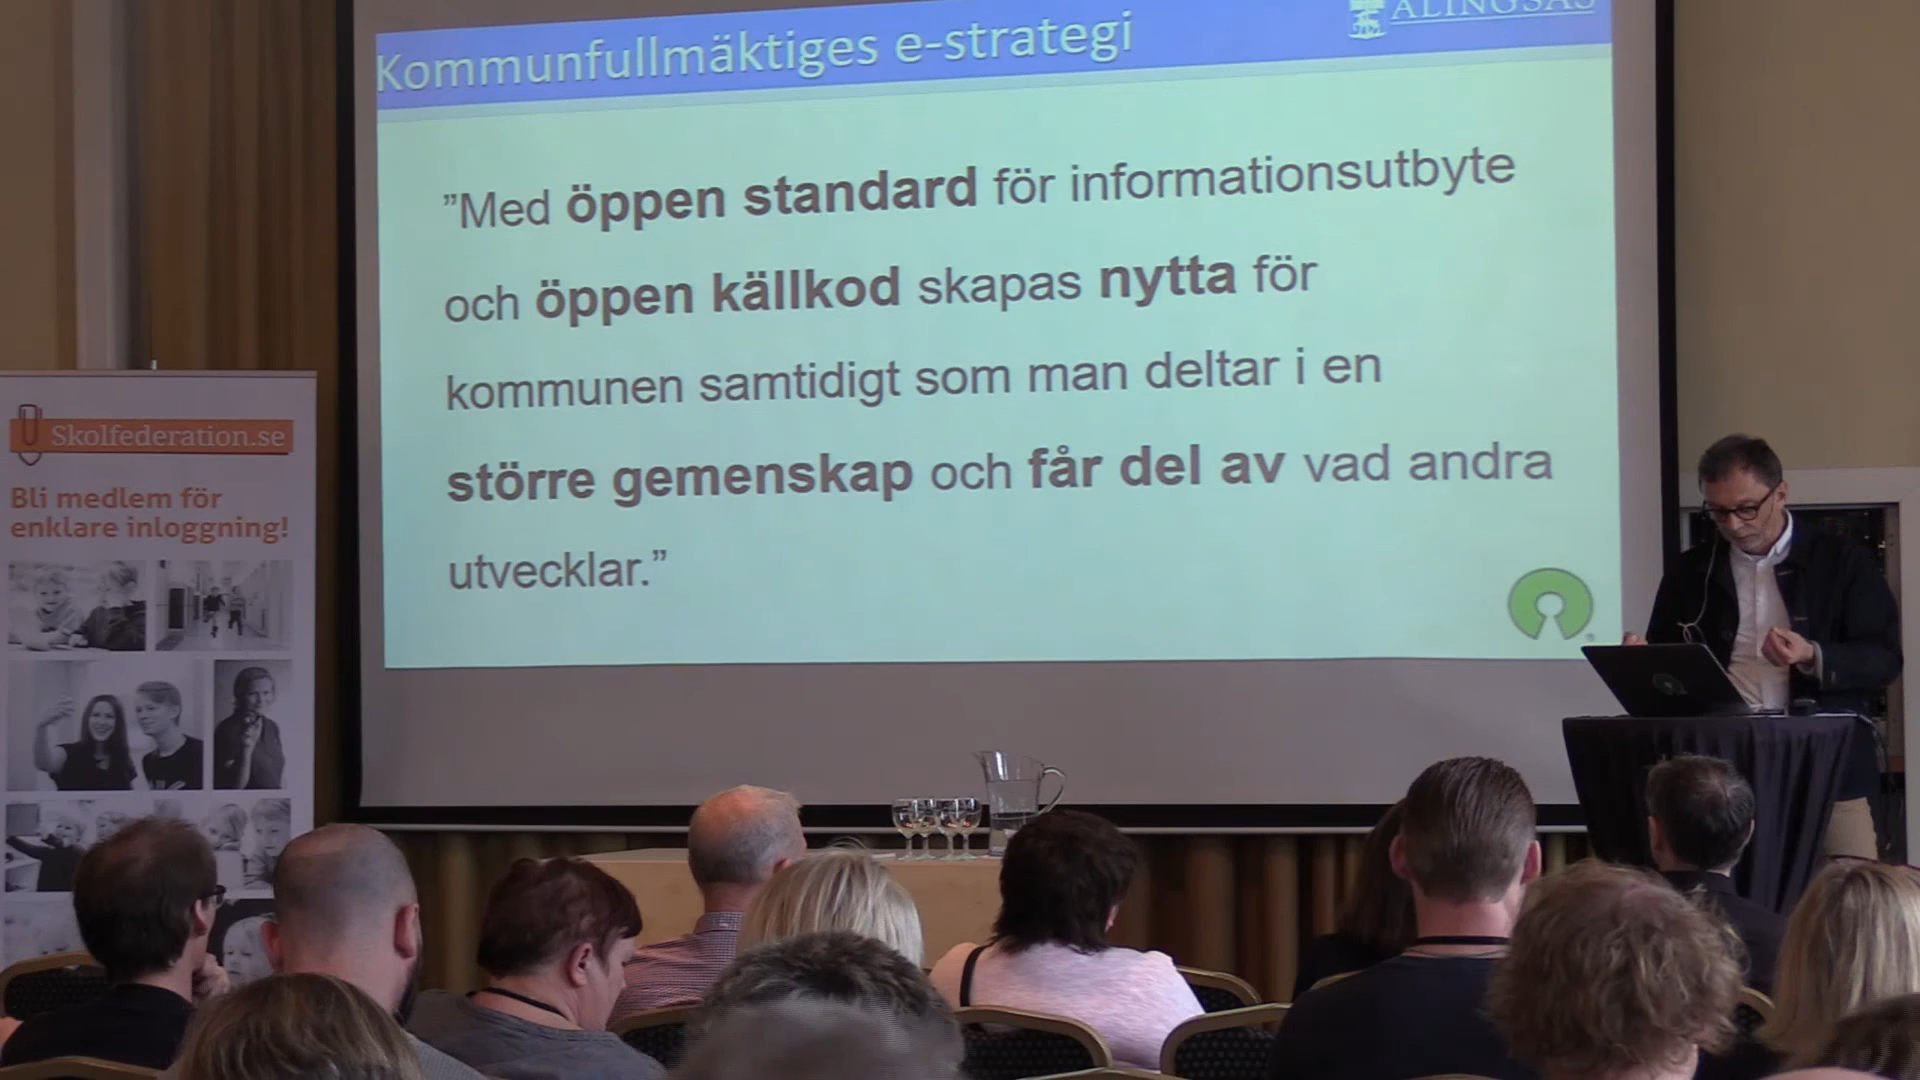 Kommunfullmäktiges e-strategi
ALINGSÅS
”Med öppen standard för informationsutbyte
och öppen källkod skapas nytta för
kommunen samtidigt som man deltar i en
större gemenskap och får del av vad andra
utvecklar.”
Skolfederation.se
Bli medlem för
enklare inloggning!